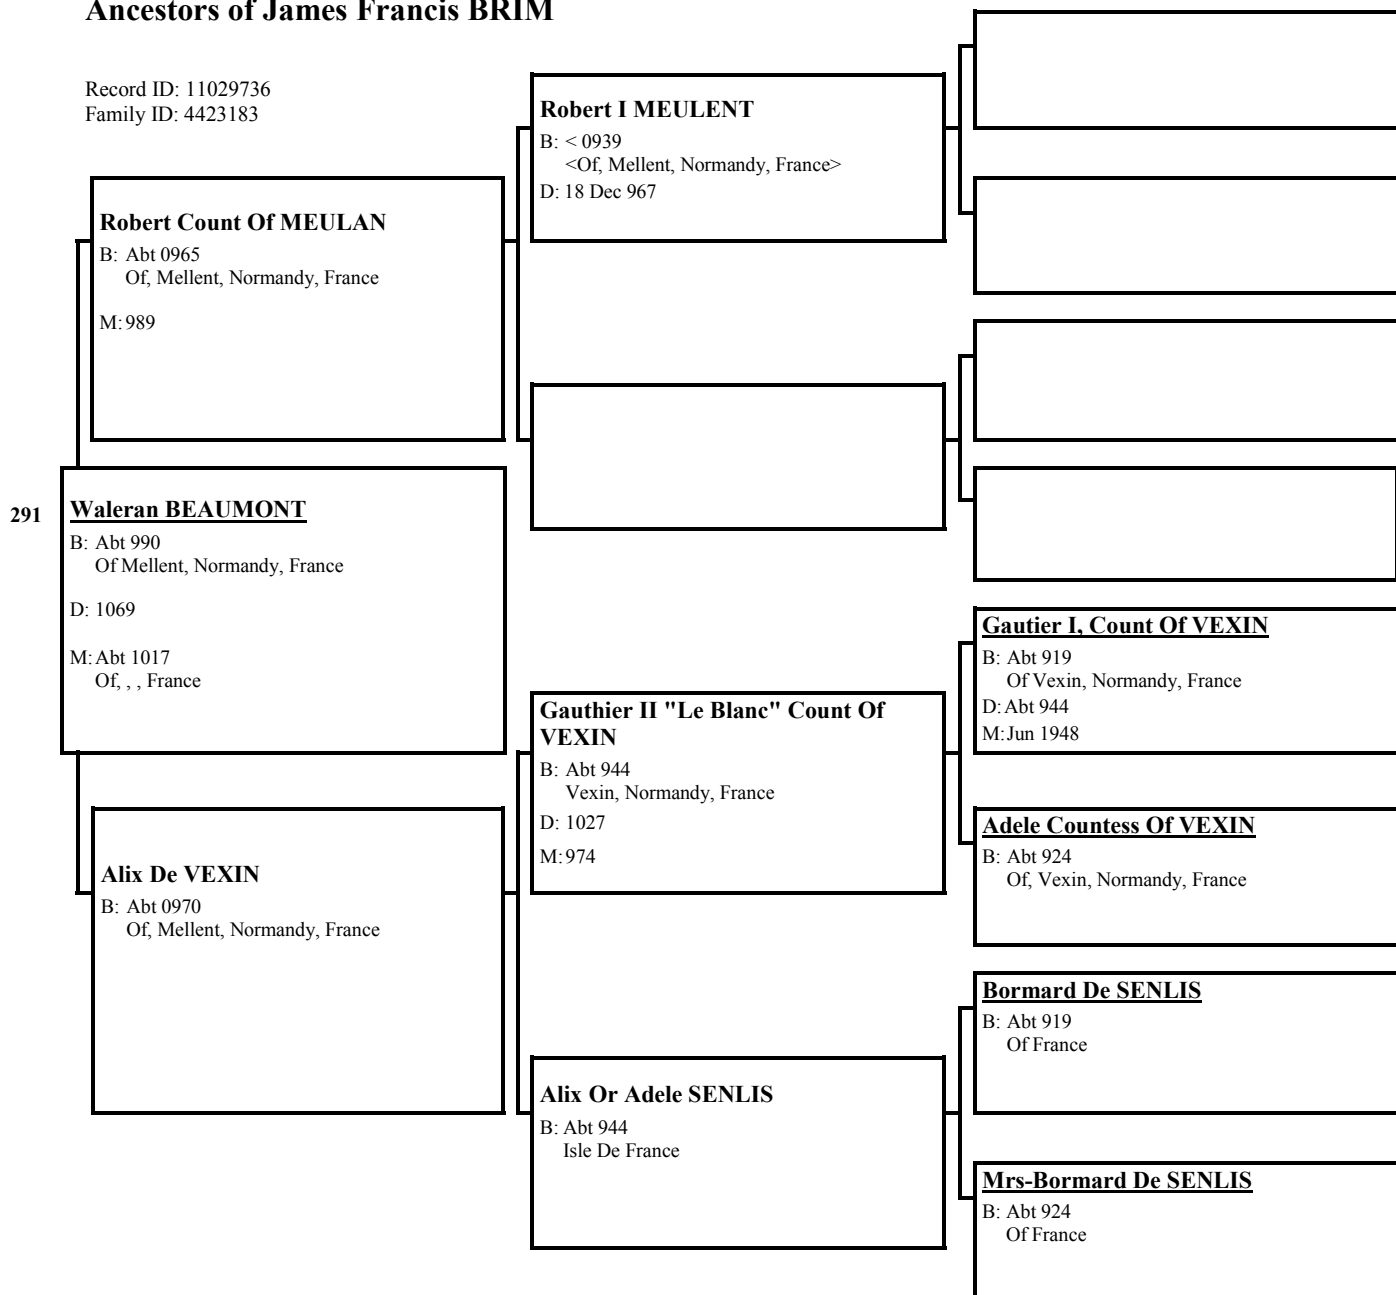 Ancestors of James Francis BRIM
Record ID: 11029736
Family ID: 4423183
Robert I MEULENT
B: < 0939
<Of, Mellent, Normandy, France>
D: 18 Dec 967
Robert Count Of MEULAN
B: Abt 0965
Of, Mellent, Normandy, France
M: 989
291
Waleran BEAUMONT
B: Abt 990
Of Mellent, Normandy, France
D: 1069
M: Abt 1017
Of, , , France
Gautier I, Count Of VEXIN
B: Abt 919
Of Vexin, Normandy, France
D: Abt 944
M: Jun 1948
Gauthier II "Le Blanc" Count Of
VEXIN
B: Abt 944
Vexin, Normandy, France
D: 1027
M: 974
Adele Countess Of VEXIN
B: Abt 924
Of, Vexin, Normandy, France
Alix De VEXIN
B: Abt 0970
Of, Mellent, Normandy, France
Bormard De SENLIS
B: Abt 919
Of France
Alix Or Adele SENLIS
B: Abt 944
Isle De France
Mrs-Bormard De SENLIS
B: Abt 924
Of France